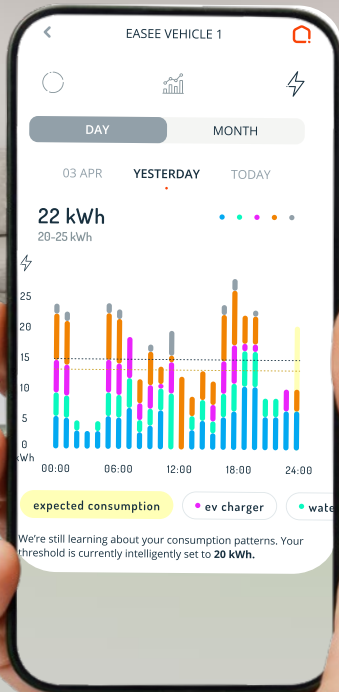 EASEE VEHICLE 1
DAY
MONTH
03 APR
YESTERDAY
TODAY
22 kWh
20-25 kWh
25
20
15
10
5
0
kWh
00:00
06:00
12:00
18:00
24:00
expected consumption
ev charger
wate
We're still learning about your consumption patterns. Your
threshold is currently intelligently set to 20 kWh.